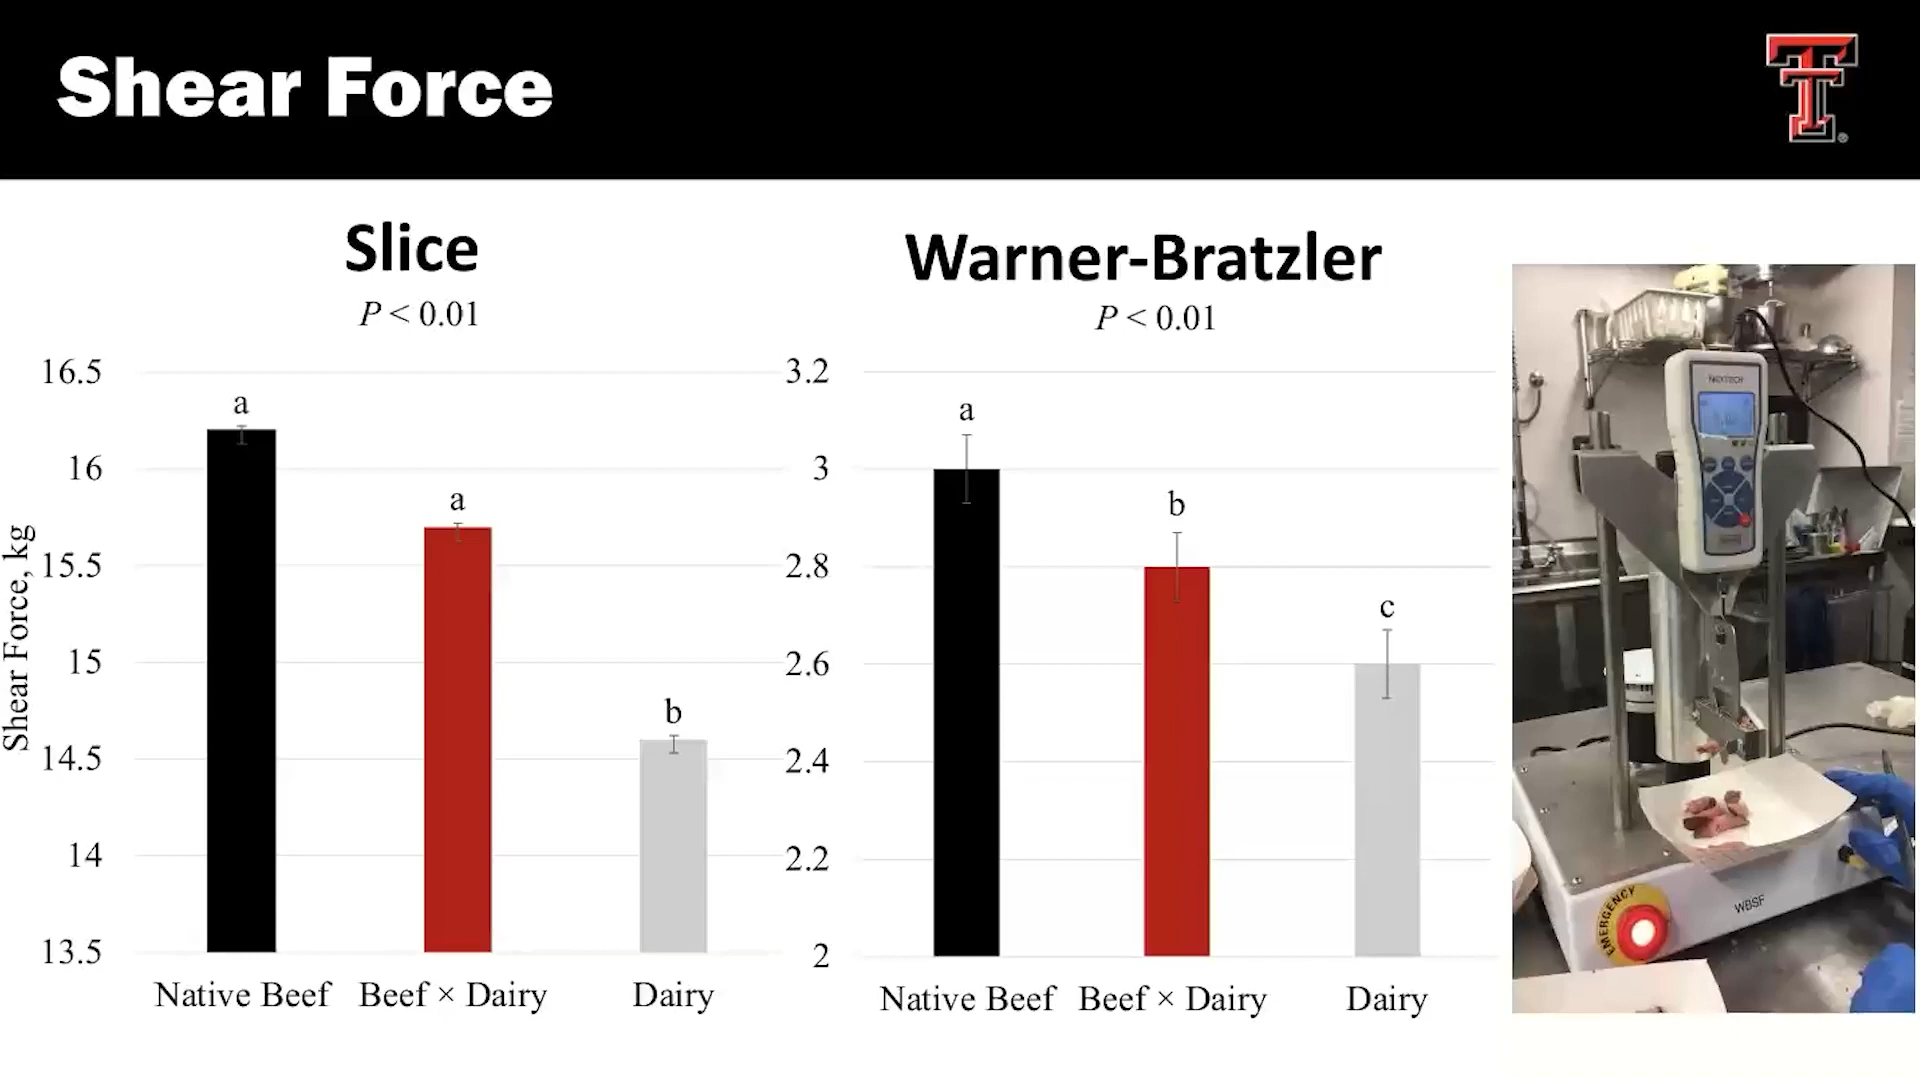 Shear Force
Slice
P < 0.01
16.5
16
15.5
15
14.5
14
13.5
Shear Force, kg
a
a
b
Native Beef
Beef × Dairy
Dairy
Warner-Bratzler
P < 0.01
3.2
3
2.8
2.6
2.4
2.2
2
a
b
c
Native Beef
Beef × Dairy
Dairy
NEXTECH
EMERGENCY
WBSF